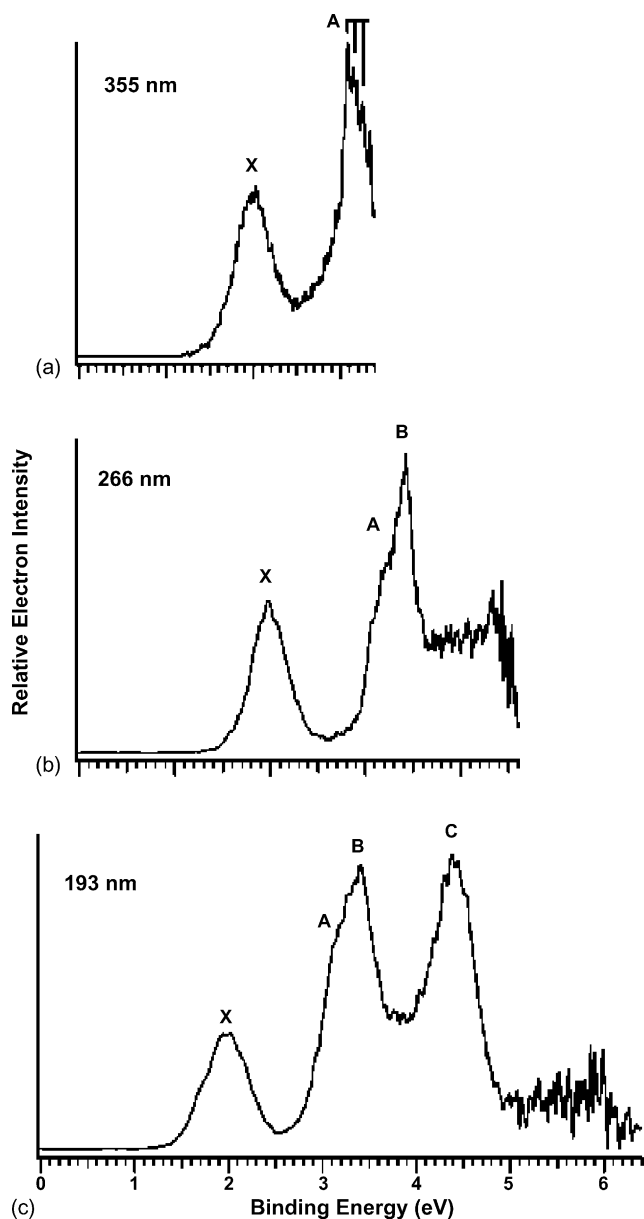 A
355 nm
X
(a)
B
266 nm
A
X
(b)
Relative Electron Intensity
C
B
193 nm
A
X
0 1 2 3 4 5 6
(c)
Binding Energy (eV)